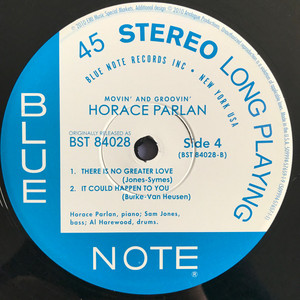 45 STEREO LONG PLAYING
BLUE NOTE RECORDS INC • NEW YORK USA
MOVIN' AND GROOVIN'
HORACE PARLAN
ORIGINALLY RELEASED AS
BST 84028
Side 4
(BST 84028-B)
1. THERE IS NO GREATER LOVE
(Jones-Symes)
2. IT COULD HAPPEN TO YOU
(Burke-Van Heusen)
Horace Parlan, piano; Sam Jones,
bass; Al Harewood, drums.
BLUE
NOTE
®